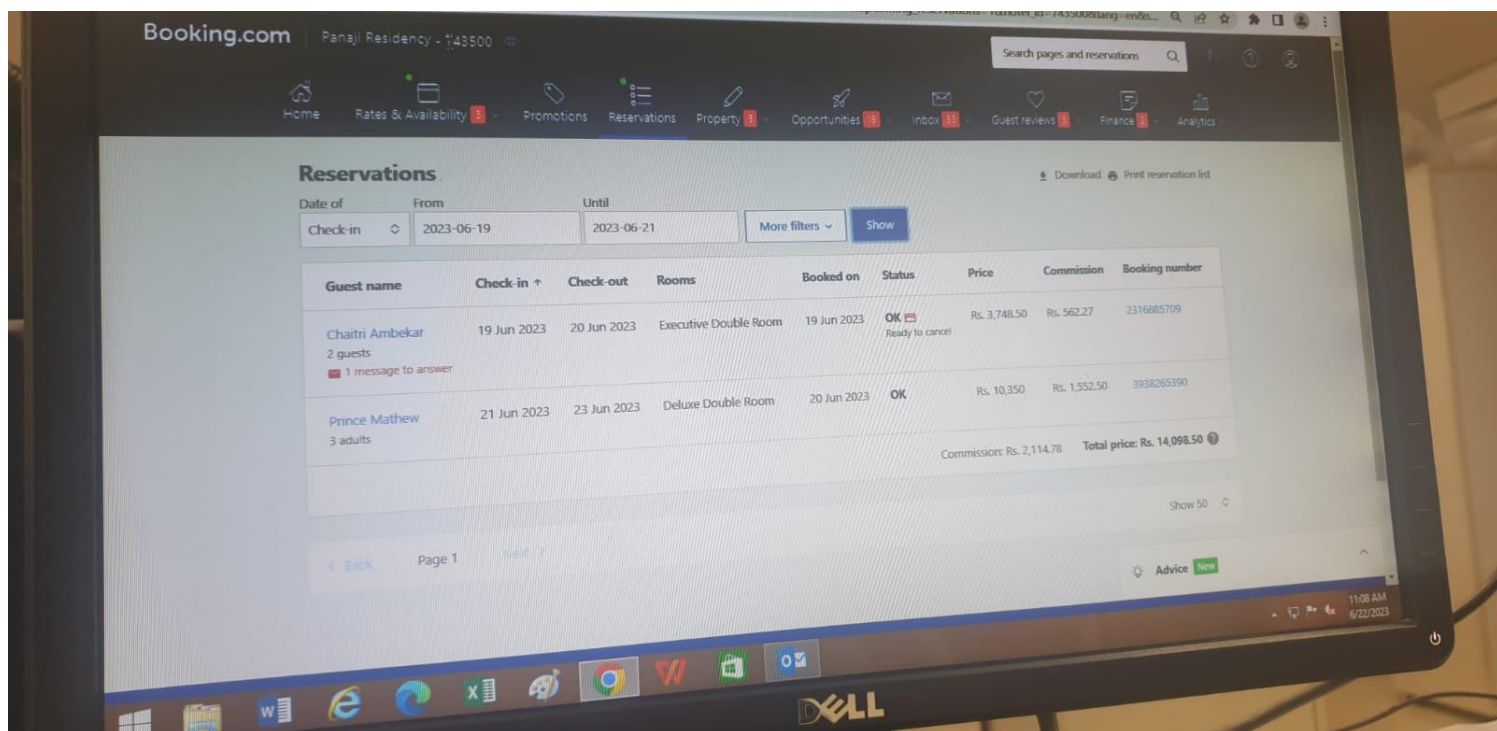 Booking.com Panaji Residency - 743500
Search pages and reservations
Home Rates & Availability 3 Promotions Reservations Property Opportunities 18 Inbox 33 Guest reviews Finance Analytics
Reservations
Download Print reservation list
Date of From Until
Check-in 2023-06-19 2023-06-21 More filters Show
Guest name Check-in ↑ Check-out Rooms Booked on Status Price Commission Booking number
Chaitri Ambekar 19 Jun 2023 20 Jun 2023 Executive Double Room 19 Jun 2023 OK Rs. 3,748.50 Rs. 562.27 2316885709
2 guests Ready to cancel
1 message to answer
Prince Mathew 21 Jun 2023 23 Jun 2023 Deluxe Double Room 20 Jun 2023 OK Rs. 10,350 Rs. 1,552.50 3938265390
3 adults
Commission: Rs. 2,114.78 Total price: Rs. 14,098.50
Show 50
< Back Page 1 Next >
Advice New
11:08 AM
6/22/2023
DELL